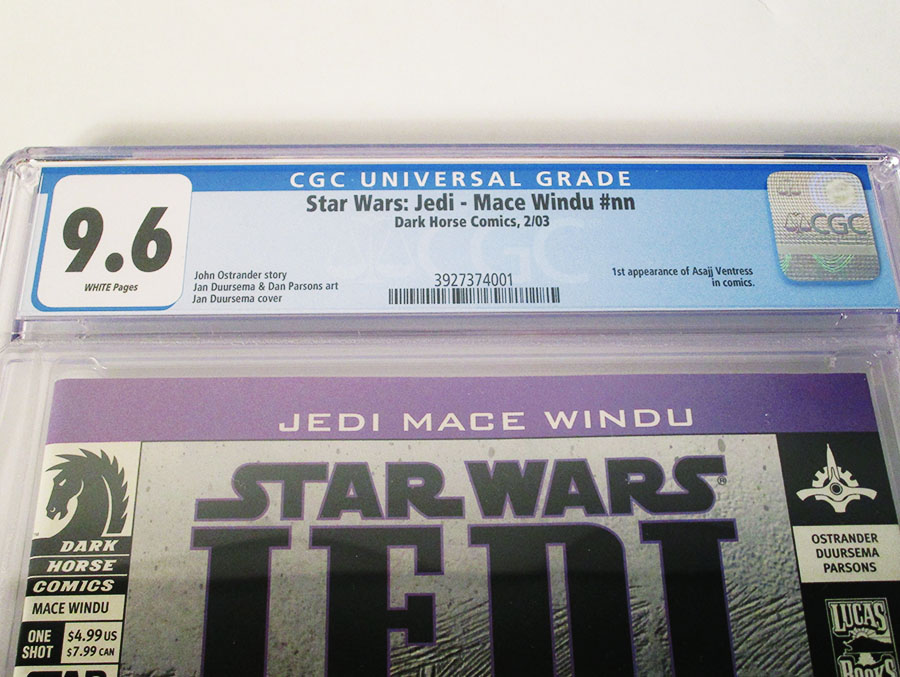 CGC UNIVERSAL GRADE
9.6
WHITE Pages
Star Wars: Jedi - Mace Windu #nn
Dark Horse Comics, 2/03
CGC
John Ostrander story
Jan Duursema & Dan Parsons art
Jan Duursema cover
3927374001
1st appearance of Asajj Ventress
in comics.
CGC
JEDI MACE WINDU
STAR WARS®
JEDI
DARK
HORSE
COMICS
MACE WINDU
ONE
SHOT
$4.99 US
$7.99 CAN
STAR
OSTRANDER
DUURSEMA
PARSONS
LUCAS
BOOKS